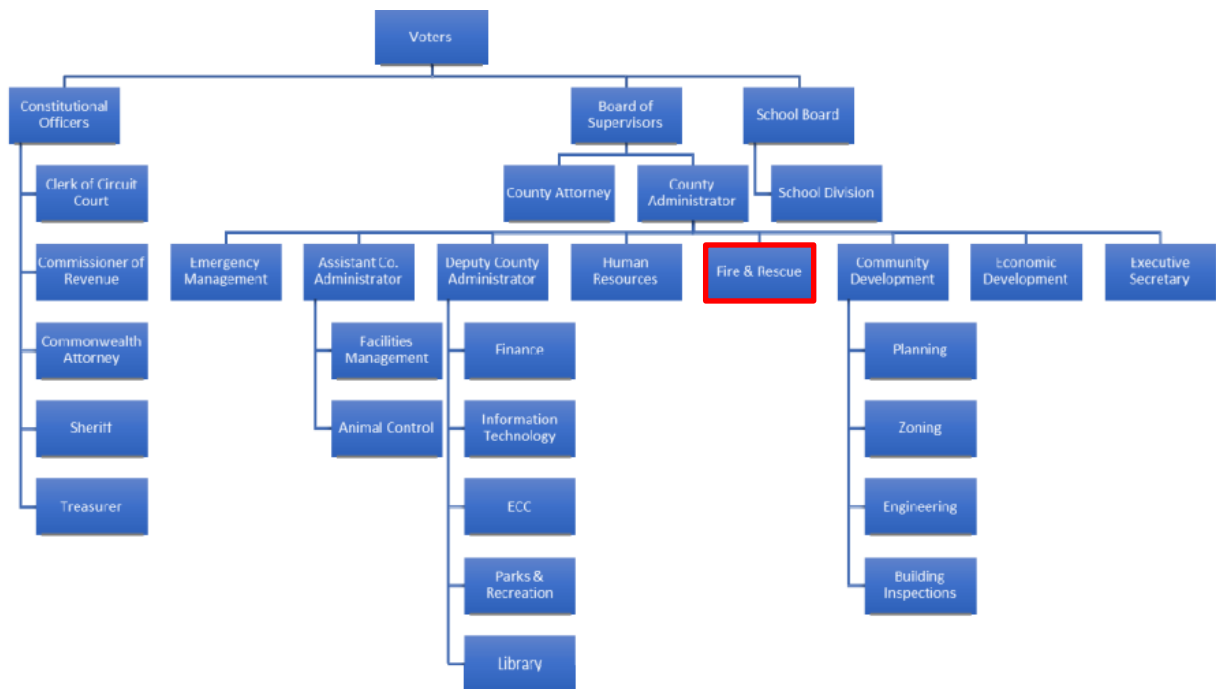 Voters
Constitutional
Officers
Board of
Supervisors
School Board
Clerk of Circuit
Court
County Attorney
County
Administrator
School Division
Commissioner of
Revenue
Emergency
Management
Assistant Co.
Administrator
Deputy County
Administrator
Human
Resources
Fire & Rescue
Community
Development
Economic
Development
Executive
Secretary
Commonwealth
Attorney
Facilities
Management
Finance
Planning
Sheriff
Animal Control
Information
Technology
Zoning
Treasurer
ECC
Engineering
Parks &
Recreation
Building
Inspections
Library